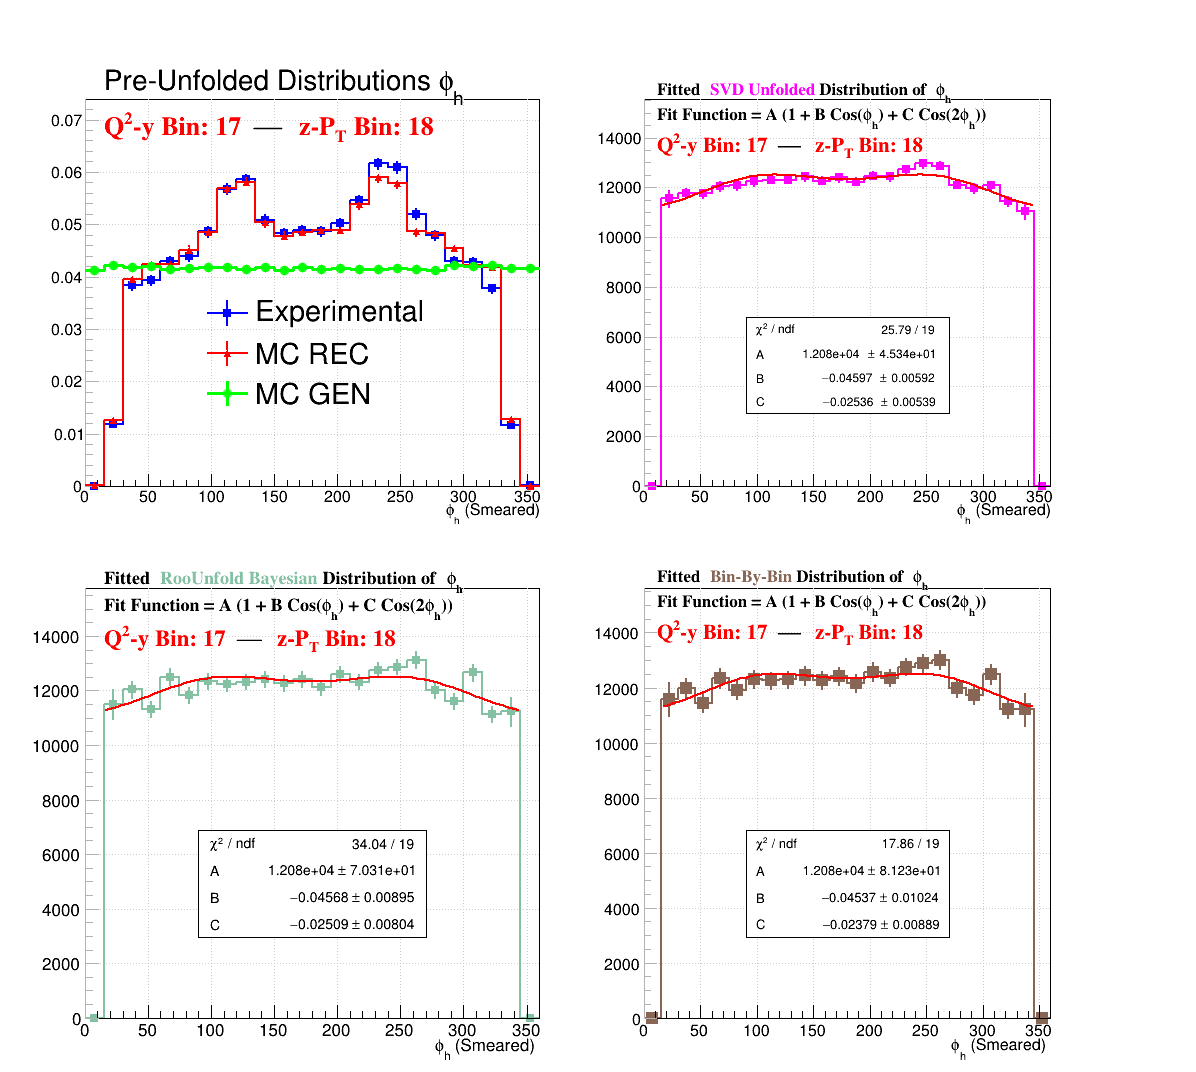 Pre-Unfolded Distributions ϕh
Q2-y Bin: 17 — z-PT Bin: 18
0.07
0.06
0.05
0.04
0.03
0.02
0.01
0
Experimental
MC REC
MC GEN
0 50 100 150 200 250 300 350
ϕh (Smeared)
Fitted SVD Unfolded Distribution of ϕh
Fit Function = A (1 + B Cos(ϕh) + C Cos(2ϕh))
Q2-y Bin: 17 — z-PT Bin: 18
14000
12000
10000
8000
6000
4000
2000
0
χ2 / ndf 25.79 / 19
A 1.208e+04 ± 4.534e+01
B −0.04597 ± 0.00592
C −0.02536 ± 0.00539
0 50 100 150 200 250 300 350
ϕh (Smeared)
Fitted RooUnfold Bayesian Distribution of ϕh
Fit Function = A (1 + B Cos(ϕh) + C Cos(2ϕh))
Q2-y Bin: 17 — z-PT Bin: 18
14000
12000
10000
8000
6000
4000
2000
0
χ2 / ndf 34.04 / 19
A 1.208e+04 ± 7.031e+01
B −0.04568 ± 0.00895
C −0.02509 ± 0.00804
0 50 100 150 200 250 300 350
ϕh (Smeared)
Fitted Bin-By-Bin Distribution of ϕh
Fit Function = A (1 + B Cos(ϕh) + C Cos(2ϕh))
Q2-y Bin: 17 — z-PT Bin: 18
14000
12000
10000
8000
6000
4000
2000
0
χ2 / ndf 17.86 / 19
A 1.208e+04 ± 8.123e+01
B −0.04537 ± 0.01024
C −0.02379 ± 0.00889
0 50 100 150 200 250 300 350
ϕh (Smeared)